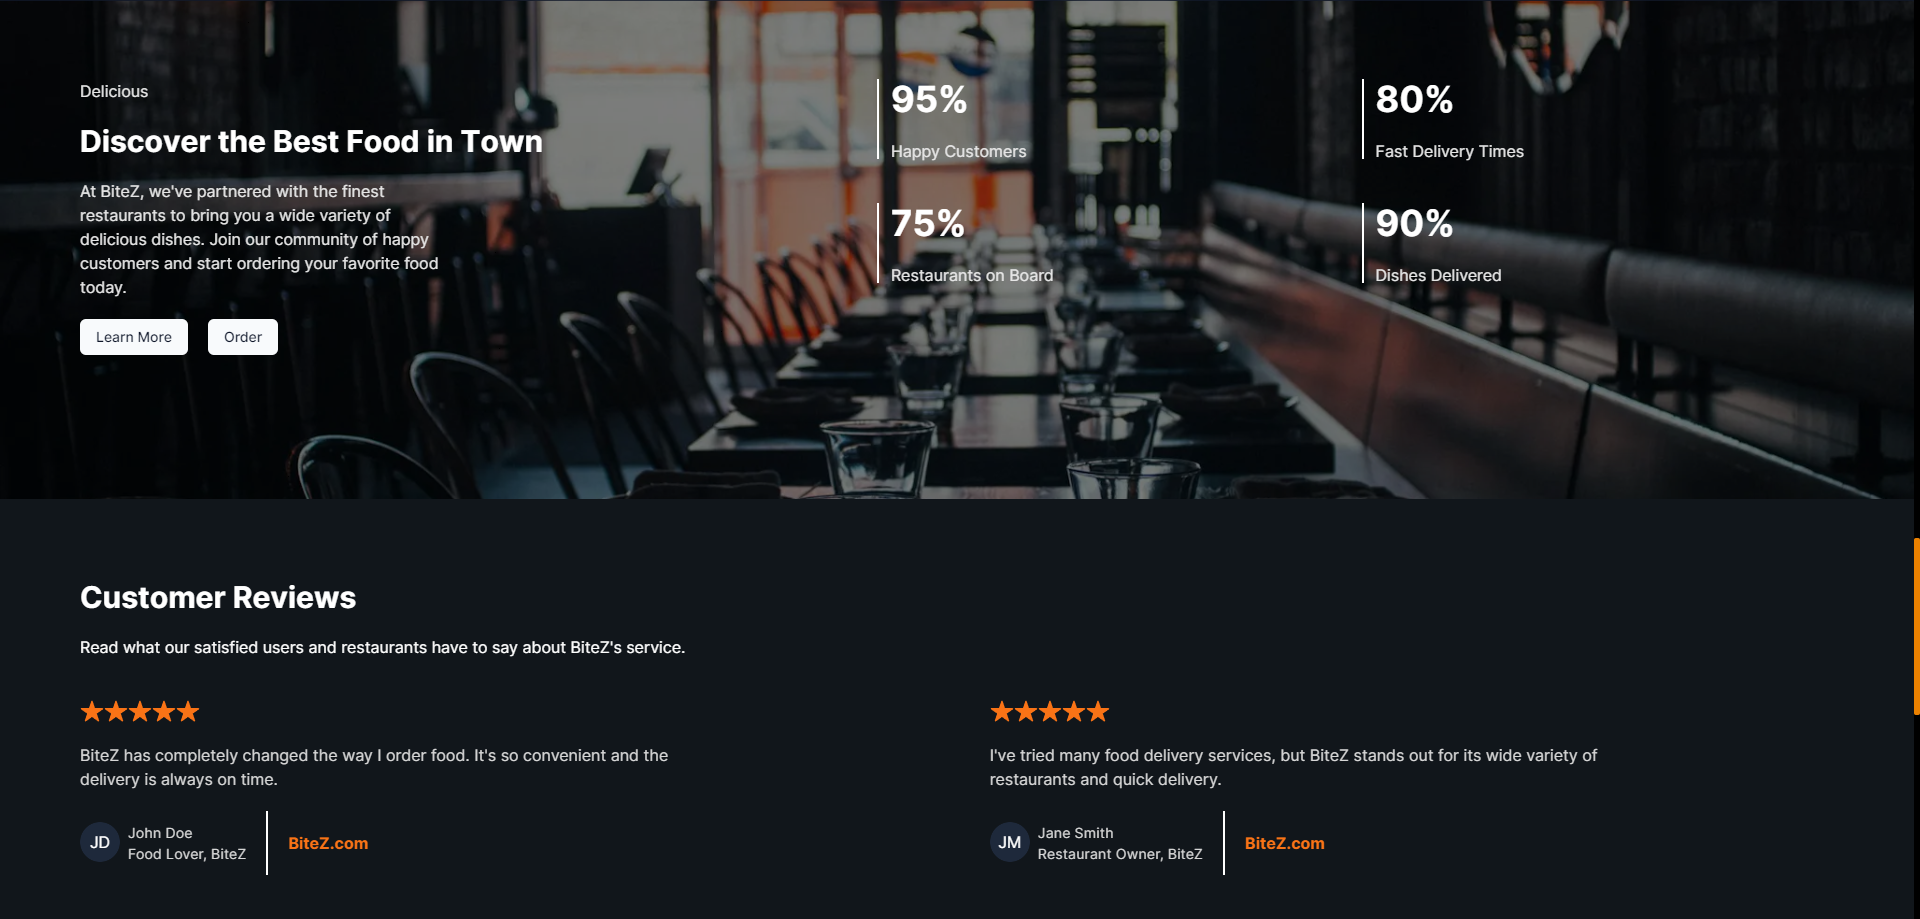 Delicious
Discover the Best Food in Town
At BiteZ, we've partnered with the finest
restaurants to bring you a wide variety of
delicious dishes. Join our community of happy
customers and start ordering your favorite food
today.
Learn More
Order
95%
Happy Customers
80%
Fast Delivery Times
75%
Restaurants on Board
90%
Dishes Delivered
Customer Reviews
Read what our satisfied users and restaurants have to say about BiteZ's service.
BiteZ has completely changed the way I order food. It's so convenient and the
delivery is always on time.
JD
John Doe
Food Lover, BiteZ
BiteZ.com
I've tried many food delivery services, but BiteZ stands out for its wide variety of
restaurants and quick delivery.
JM
Jane Smith
Restaurant Owner, BiteZ
BiteZ.com